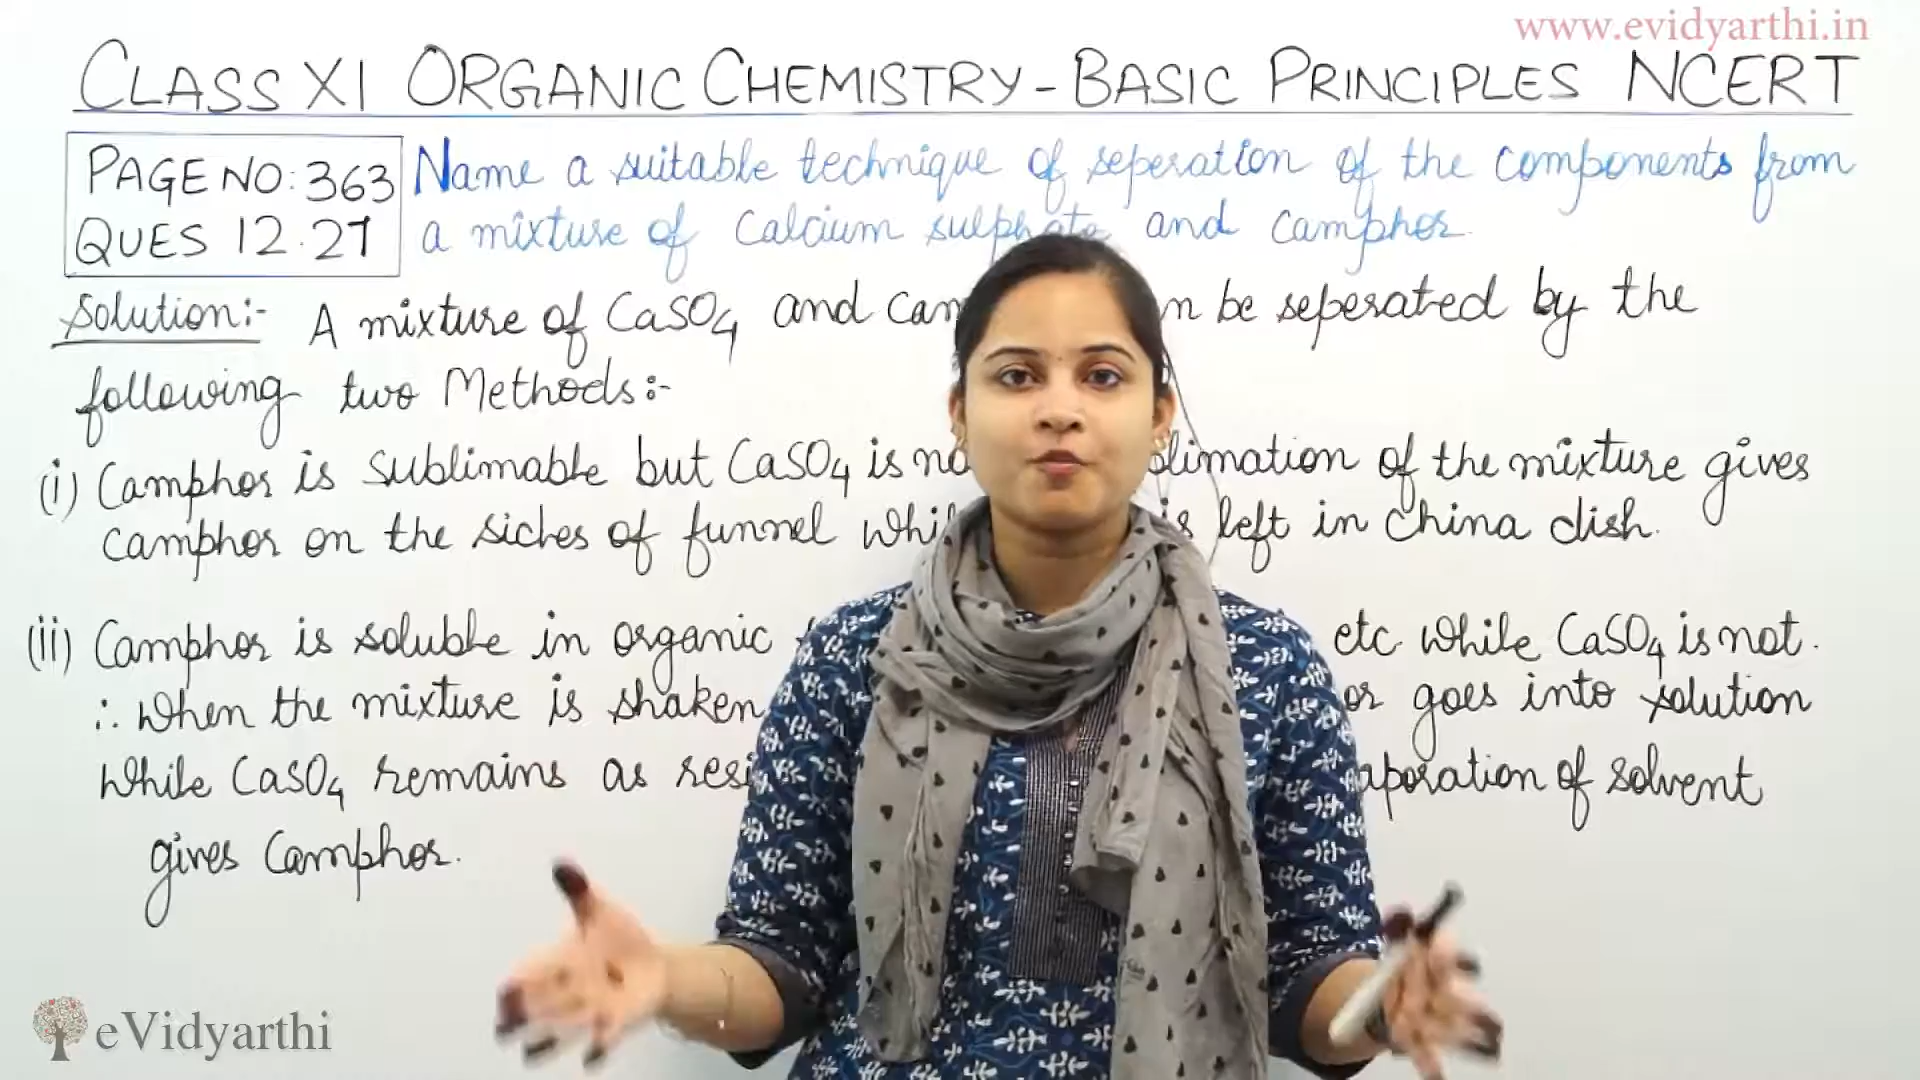 www.evidyarthi.in
CLASS XI ORGANIC CHEMISTRY - BASIC PRINCIPLES NCERT
PAGE NO: 363
QUES 12.27
Name a suitable technique of seperation of the components from
a mixture of Calcium sulphate and camphor.
Solution:- A mixture of CaSO4 and be seperated by the
following two Methods:-
(i) Camphor is sublimable but CaSO4 is of the mixture gives
camphor on the sides of funnel is left in china dish.
(ii) Camphor is soluble in organic etc while CaSO4 is not.
∴ When the mixture is shaken goes into solution
while CaSO4 remains as of solvent
gives Camphor.
eVidyarthi